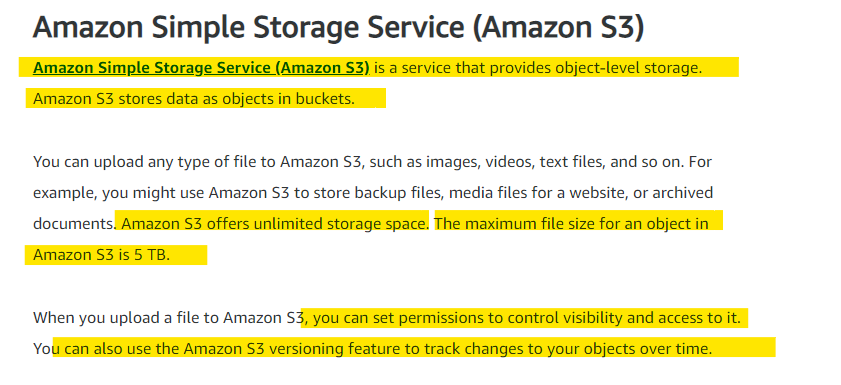 Amazon Simple Storage Service (Amazon S3)
Amazon Simple Storage Service (Amazon S3) is a service that provides object-level storage.
Amazon S3 stores data as objects in buckets.
You can upload any type of file to Amazon S3, such as images, videos, text files, and so on. For
example, you might use Amazon S3 to store backup files, media files for a website, or archived
documents. Amazon S3 offers unlimited storage space. The maximum file size for an object in
Amazon S3 is 5 TB.
When you upload a file to Amazon S3, you can set permissions to control visibility and access to it.
You can also use the Amazon S3 versioning feature to track changes to your objects over time.